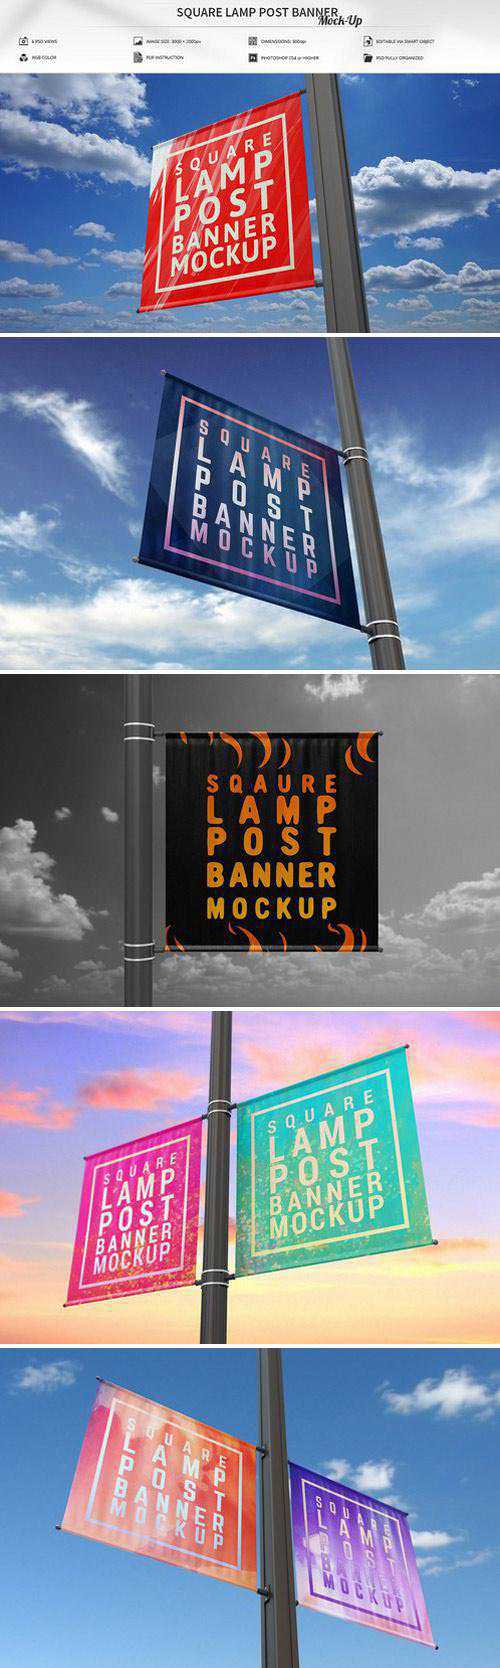 SQUARE LAMP POST BANNER
Mock-Up
6 PSD VIEWS
IMAGE SIZE: 3000 × 2000px
DIMENSIONS: 300dpi
EDITABLE VIA SMART OBJECT
RGB COLOR
PDF INSTRUCTION
PHOTOSHOP CS4 or HIGHER
PSD FULLY ORGANIZED
SQUARE
LAMP
POST
BANNER
MOCKUP
SQUARE
LAMP
POST
BANNER
MOCKUP
SQAURE
LAMP
POST
BANNER
MOCKUP
SQUARE
LAMP
POST
BANNER
MOCKUP
SQUARE
LAMP
POST
BANNER
MOCKUP
SQUARE
LAMP
POST
BANNER
MOCKUP
SQUARE
LAMP
POST
BANNER
MOCKUP